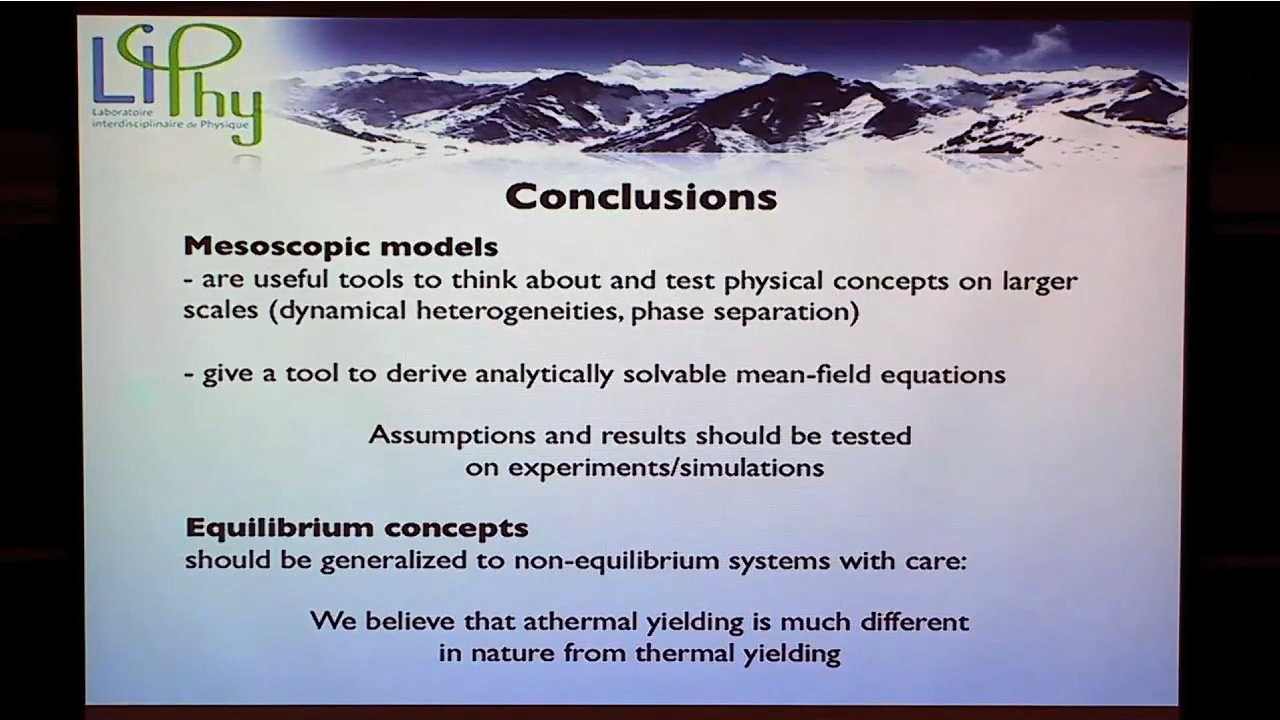 LiPhy
Laboratoire
interdisciplinaire de Physique
Conclusions
Mesoscopic models
- are useful tools to think about and test physical concepts on larger
scales (dynamical heterogeneities, phase separation)
- give a tool to derive analytically solvable mean-field equations
Assumptions and results should be tested
on experiments/simulations
Equilibrium concepts
should be generalized to non-equilibrium systems with care:
We believe that athermal yielding is much different
in nature from thermal yielding